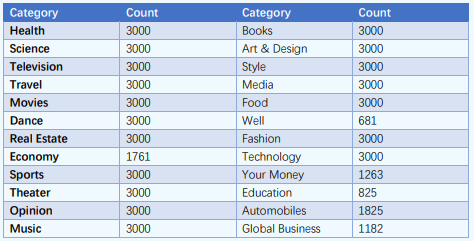 Category Count Category Count
Health 3000 Books 3000
Science 3000 Art & Design 3000
Television 3000 Style 3000
Travel 3000 Media 3000
Movies 3000 Food 3000
Dance 3000 Well 681
Real Estate 3000 Fashion 3000
Economy 1761 Technology 3000
Sports 3000 Your Money 1263
Theater 3000 Education 825
Opinion 3000 Automobiles 1825
Music 3000 Global Business 1182